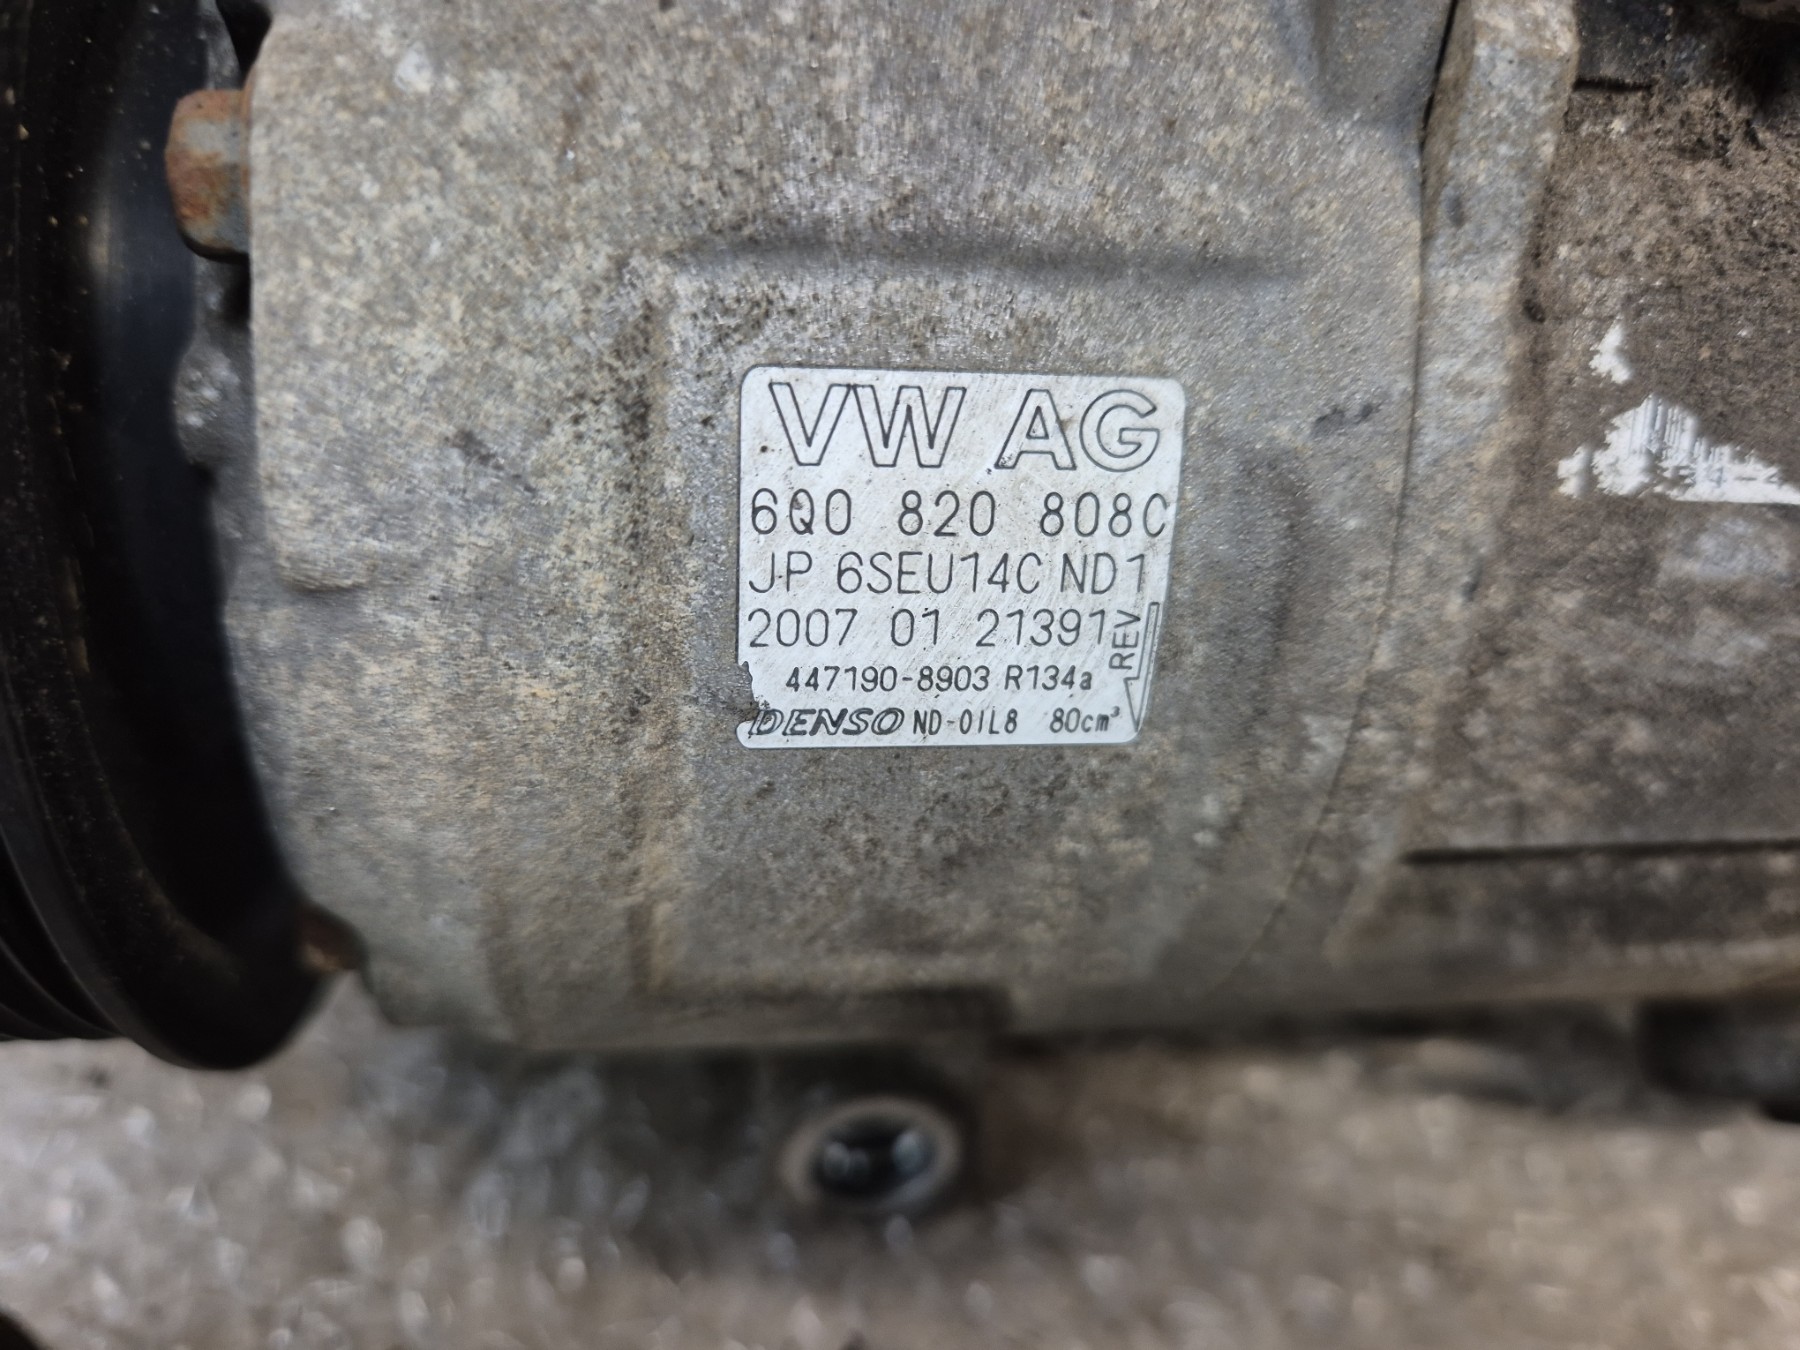 VW AG
6Q0 820 808C
JP 6SEU14C ND1
2007 01 21391
REV
447190-8903 R134a
DENSO ND-OIL8 80cm³